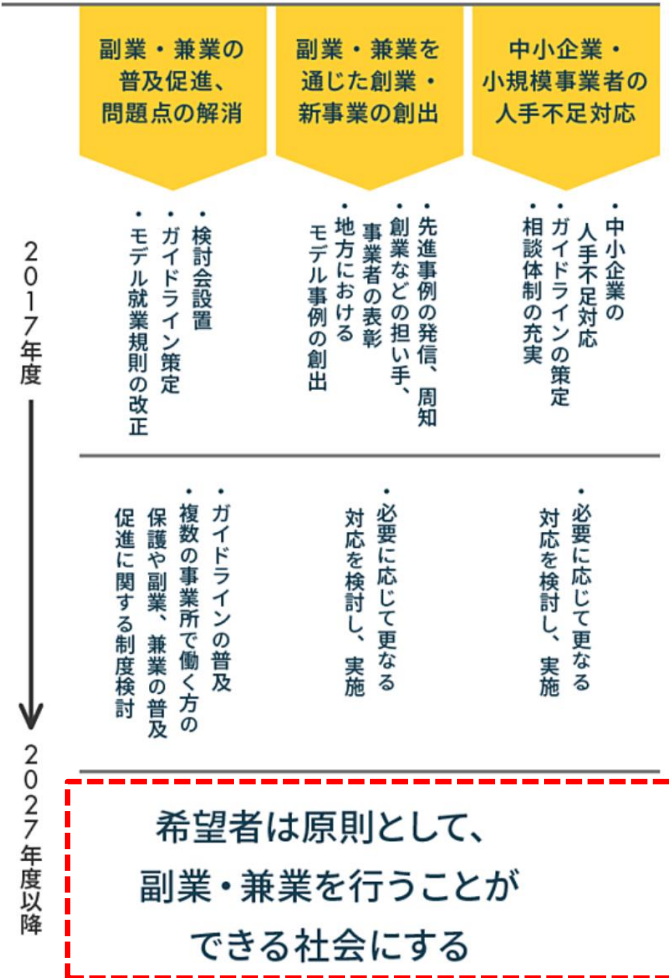 副業・兼業の
普及促進、
問題点の解消
副業・兼業を
通じた創業・
新事業の創出
中小企業・
小規模事業者の
人手不足対応
2017年度
・検討会設置
・ガイドライン策定
・モデル就業規則の改正
・先進事例の発信、周知
・創業などの担い手、
事業者の表彰
・地方における
モデル事例の創出
・中小企業の
人手不足対応
・ガイドラインの策定
・相談体制の充実
・ガイドラインの普及
・複数の事業所で働く方の
保護や副業、兼業の普及
促進に関する制度検討
・必要に応じて更なる
対応を検討し、実施
・必要に応じて更なる
対応を検討し、実施
2027年度以降
希望者は原則として、
副業・兼業を行うことが
できる社会にする